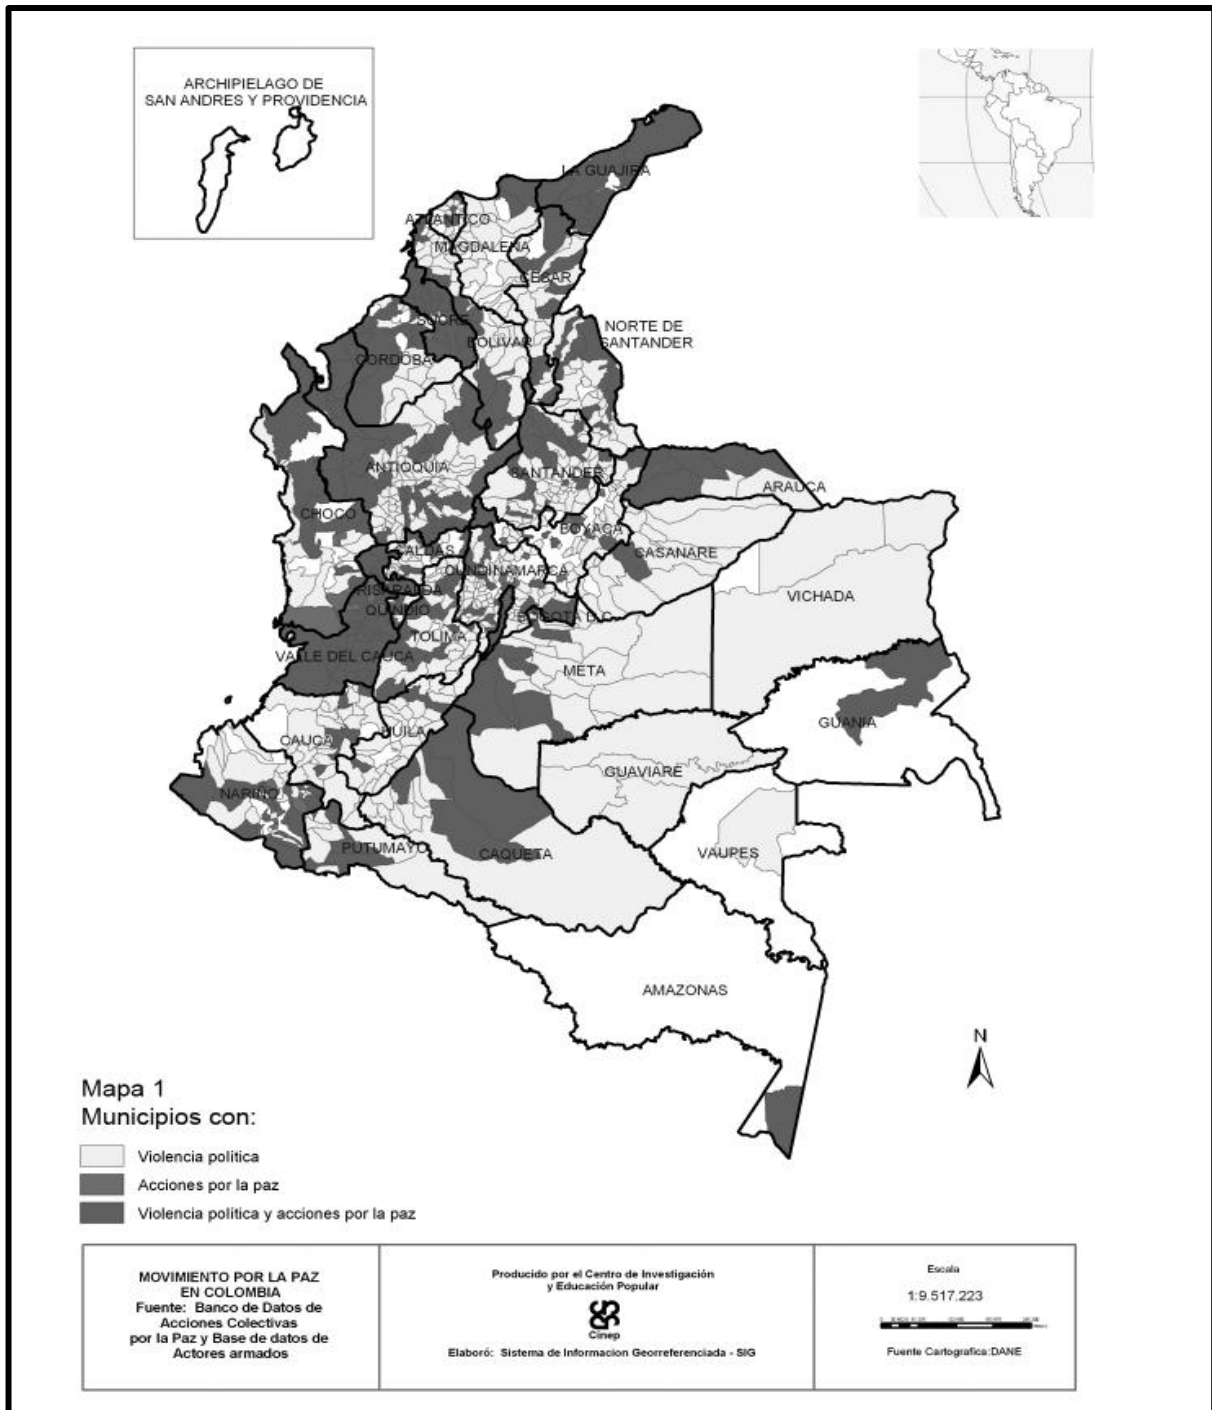 ARCHIPIELAGO DE
SAN ANDRES Y PROVIDENCIA
LA GUAJIRA
ATLANTICO
MAGDALENA
CESAR
SUCRE
NORTE DE
SANTANDER
BOLIVAR
CORDOBA
ANTIOQUIA
SANTANDER
ARAUCA
CHOCO
BOYACA
CALDAS
CASANARE
CUNDINAMARCA
RISARALDA
VICHADA
QUINDIO
BOGOTA D.C.
TOLIMA
VALLE DEL CAUCA
META
GUANIA
CAUCA
HUILA
GUAVIARE
NARIÑO
PUTUMAYO
CAQUETA
VAUPES
AMAZONAS
N
Mapa 1
Municipios con:
Violencia política
Acciones por la paz
Violencia política y acciones por la paz
MOVIMIENTO POR LA PAZ
EN COLOMBIA
Fuente: Banco de Datos de
Acciones Colectivas
por la Paz y Base de datos de
Actores armados
Producido por el Centro de Investigación
y Educación Popular
Cinep
Elaboró: Sistema de Informacion Georreferenciada - SIG
Escala
1:9.517.223
Fuente Cartografica:DANE